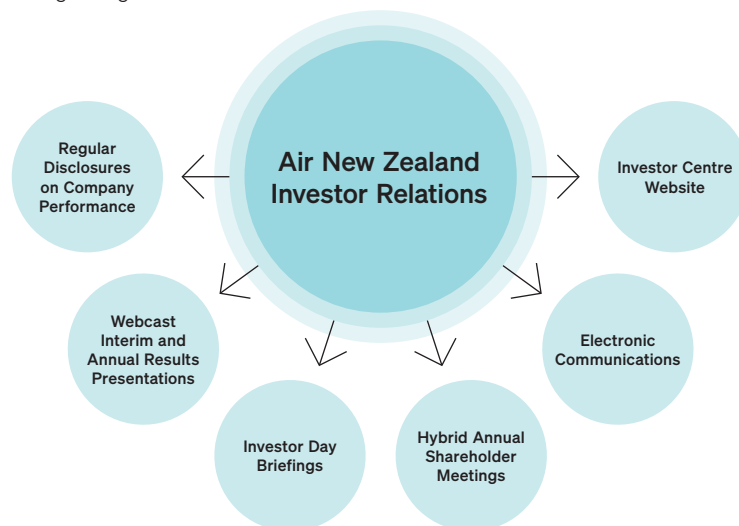 Air New Zealand
Investor Relations
Regular
Disclosures
on Company
Performance
Webcast
Interim and
Annual Results
Presentations
Investor Day
Briefings
Hybrid Annual
Shareholder
Meetings
Electronic
Communications
Investor Centre
Website